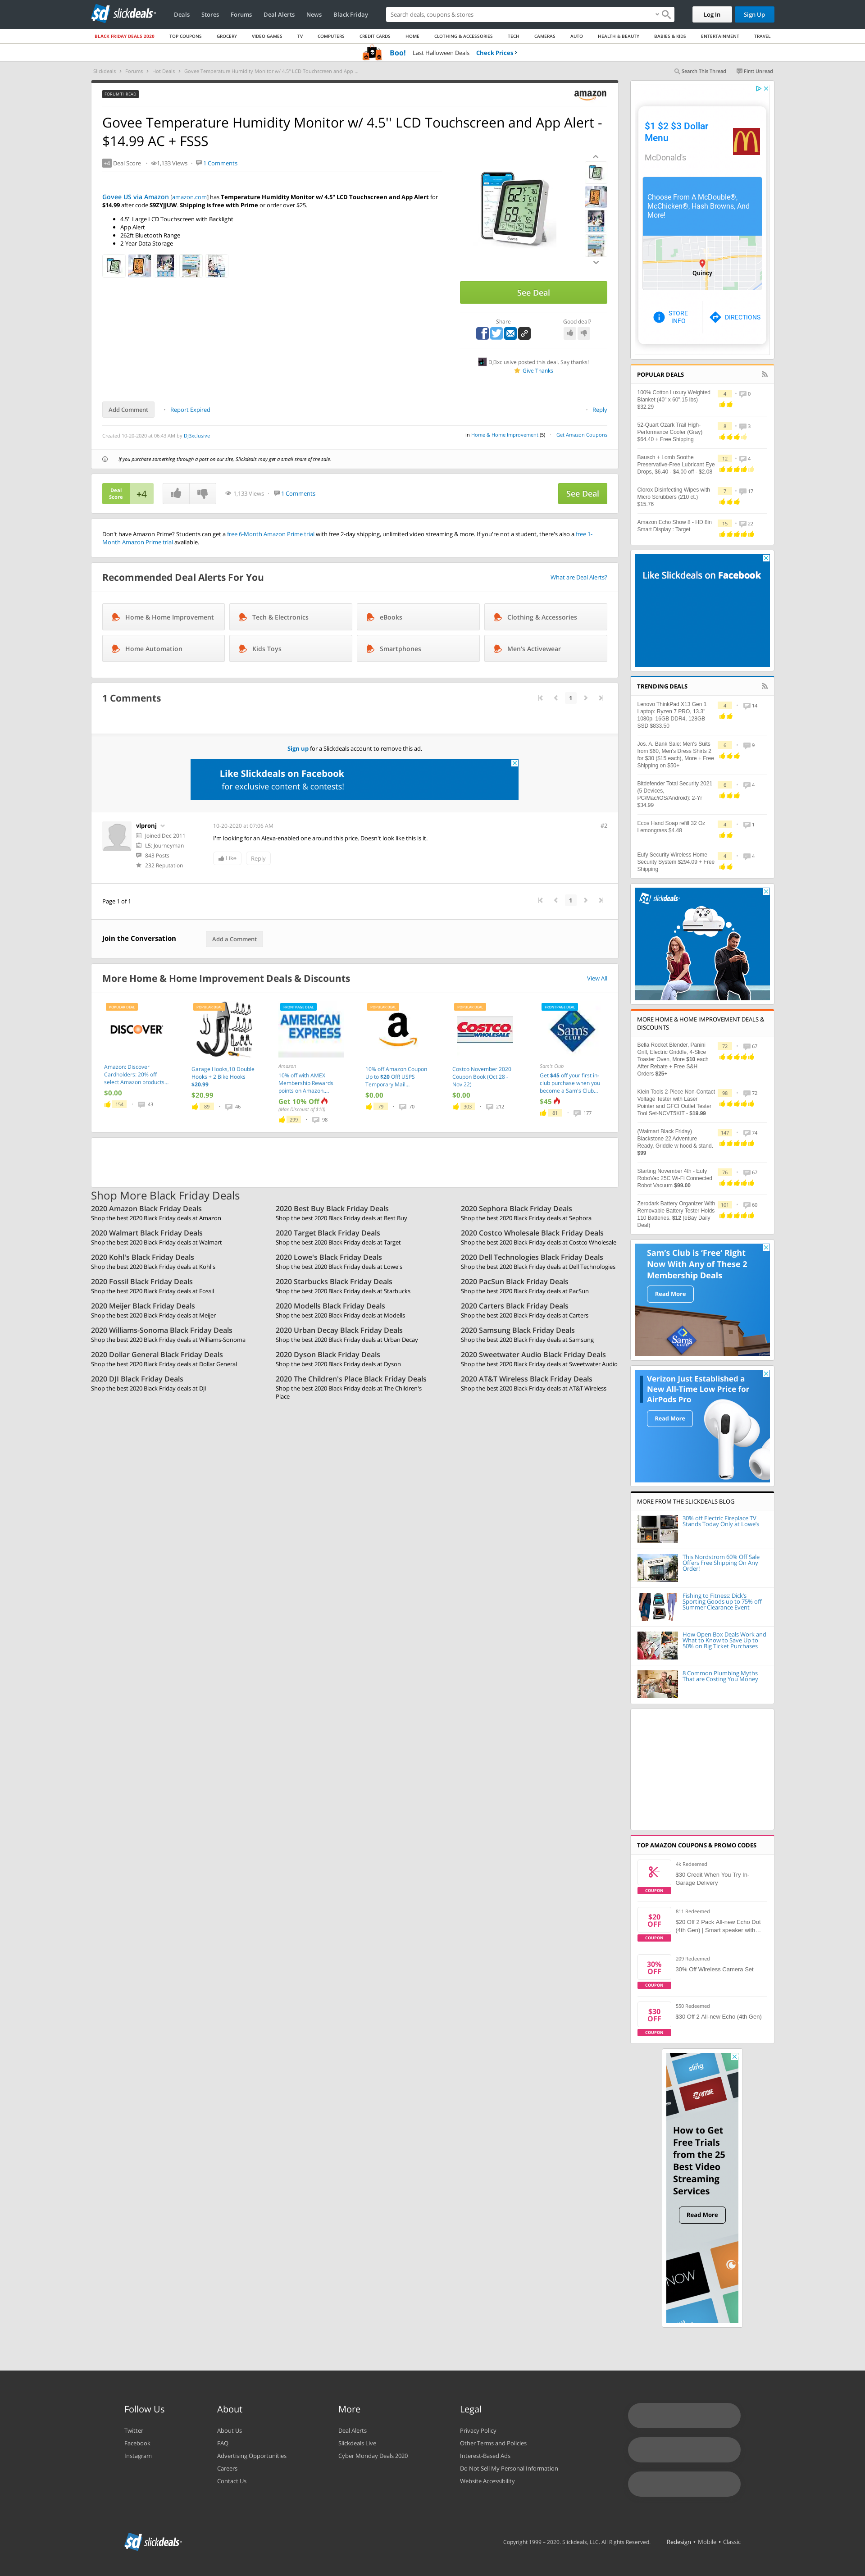 slickdeals
Deals Stores Forums Deal Alerts News Black Friday
Search deals, coupons & stores
Log In Sign Up
BLACK FRIDAY DEALS 2020 TOP COUPONS GROCERY VIDEO GAMES TV COMPUTERS CREDIT CARDS HOME CLOTHING & ACCESSORIES TECH CAMERAS AUTO HEALTH & BEAUTY BABIES & KIDS ENTERTAINMENT TRAVEL
Boo! Last Halloween Deals Check Prices
Slickdeals Forums Hot Deals Govee Temperature Humidity Monitor w/ 4.5" LCD Touchscreen and App ...
Search This Thread First Unread
FORUM THREAD
amazon
Govee Temperature Humidity Monitor w/ 4.5'' LCD Touchscreen and App Alert -
$14.99 AC + FSSS
+4 Deal Score 1,133 Views 1 Comments
Govee US via Amazon [amazon.com] has Temperature Humidity Monitor w/ 4.5" LCD Touchscreen and App Alert for
$14.99 after code S9ZYJJUW. Shipping is free with Prime or order over $25.
4.5'' Large LCD Touchscreen with Backlight
App Alert
262ft Bluetooth Range
2-Year Data Storage
See Deal
Share Good deal?
DJ3xclusive posted this deal. Say thanks!
Give Thanks
Add Comment Report Expired Reply
Created 10-20-2020 at 06:43 AM by DJ3xclusive
in Home & Home Improvement (5) Get Amazon Coupons
If you purchase something through a post on our site, Slickdeals may get a small share of the sale.
Deal
Score +4
1,133 Views 1 Comments
See Deal
Don't have Amazon Prime? Students can get a free 6-Month Amazon Prime trial with free 2-day shipping, unlimited video streaming & more. If you're not a student, there's also a free 1-
Month Amazon Prime trial available.
Recommended Deal Alerts For You
What are Deal Alerts?
Home & Home Improvement Tech & Electronics eBooks Clothing & Accessories
Home Automation Kids Toys Smartphones Men's Activewear
1 Comments
1
Sign up for a Slickdeals account to remove this ad.
Like Slickdeals on Facebook
for exclusive content & contests!
vlpronj
Joined Dec 2011
L5: Journeyman
843 Posts
232 Reputation
10-20-2020 at 07:06 AM
#2
I'm looking for an Alexa-enabled one around this price. Doesn't look like this is it.
Like Reply
Page 1 of 1
1
Join the Conversation Add a Comment
More Home & Home Improvement Deals & Discounts
View All
POPULAR DEAL
DISCOVER
Amazon: Discover
Cardholders: 20% off
select Amazon products...
$0.00
154 43
POPULAR DEAL
Garage Hooks,10 Double
Hooks + 2 Bike Hooks
$20.99
$20.99
89 46
FRONTPAGE DEAL
AMERICAN
EXPRESS
Amazon
10% off with AMEX
Membership Rewards
points on Amazon....
Get 10% Off
(Max Discount of $10)
299 98
POPULAR DEAL
10% off Amazon Coupon
Up to $20 Off! USPS
Temporary Mail...
$0.00
79 70
POPULAR DEAL
COSTCO
WHOLESALE
Costco November 2020
Coupon Book (Oct 28 -
Nov 22)
$0.00
303 212
FRONTPAGE DEAL
Sam's
CLUB
Sam's Club
Get $45 off your first in-
club purchase when you
become a Sam's Club...
$45
81 177
Shop More Black Friday Deals
2020 Amazon Black Friday Deals
Shop the best 2020 Black Friday deals at Amazon
2020 Best Buy Black Friday Deals
Shop the best 2020 Black Friday deals at Best Buy
2020 Sephora Black Friday Deals
Shop the best 2020 Black Friday deals at Sephora
2020 Walmart Black Friday Deals
Shop the best 2020 Black Friday deals at Walmart
2020 Target Black Friday Deals
Shop the best 2020 Black Friday deals at Target
2020 Costco Wholesale Black Friday Deals
Shop the best 2020 Black Friday deals at Costco Wholesale
2020 Kohl's Black Friday Deals
Shop the best 2020 Black Friday deals at Kohl's
2020 Lowe's Black Friday Deals
Shop the best 2020 Black Friday deals at Lowe's
2020 Dell Technologies Black Friday Deals
Shop the best 2020 Black Friday deals at Dell Technologies
2020 Fossil Black Friday Deals
Shop the best 2020 Black Friday deals at Fossil
2020 Starbucks Black Friday Deals
Shop the best 2020 Black Friday deals at Starbucks
2020 PacSun Black Friday Deals
Shop the best 2020 Black Friday deals at PacSun
2020 Meijer Black Friday Deals
Shop the best 2020 Black Friday deals at Meijer
2020 Modells Black Friday Deals
Shop the best 2020 Black Friday deals at Modells
2020 Carters Black Friday Deals
Shop the best 2020 Black Friday deals at Carters
2020 Williams-Sonoma Black Friday Deals
Shop the best 2020 Black Friday deals at Williams-Sonoma
2020 Urban Decay Black Friday Deals
Shop the best 2020 Black Friday deals at Urban Decay
2020 Samsung Black Friday Deals
Shop the best 2020 Black Friday deals at Samsung
2020 Dollar General Black Friday Deals
Shop the best 2020 Black Friday deals at Dollar General
2020 Dyson Black Friday Deals
Shop the best 2020 Black Friday deals at Dyson
2020 Sweetwater Audio Black Friday Deals
Shop the best 2020 Black Friday deals at Sweetwater Audio
2020 DJI Black Friday Deals
Shop the best 2020 Black Friday deals at DJI
2020 The Children's Place Black Friday Deals
Shop the best 2020 Black Friday deals at The Children's
Place
2020 AT&T Wireless Black Friday Deals
Shop the best 2020 Black Friday deals at AT&T Wireless
$1 $2 $3 Dollar
Menu
McDonald's
Choose From A McDouble®,
McChicken®, Hash Browns, And
More!
Quincy
STORE
INFO
DIRECTIONS
POPULAR DEALS
100% Cotton Luxury Weighted
Blanket (40" x 60",15 lbs)
$32.29
4 0
52-Quart Ozark Trail High-
Performance Cooler (Gray)
$64.40 + Free Shipping
8 3
Bausch + Lomb Soothe
Preservative-Free Lubricant Eye
Drops, $6.40 - $4.00 off - $2.08
12 4
Clorox Disinfecting Wipes with
Micro Scrubbers (210 ct.)
$15.76
7 17
Amazon Echo Show 8 - HD 8in
Smart Display : Target
15 22
Like Slickdeals on Facebook
TRENDING DEALS
Lenovo ThinkPad X13 Gen 1
Laptop: Ryzen 7 PRO, 13.3"
1080p, 16GB DDR4, 128GB
SSD $833.50
4 14
Jos. A. Bank Sale: Men's Suits
from $60, Men's Dress Shirts 2
for $30 ($15 each), More + Free
Shipping on $50+
6 9
Bitdefender Total Security 2021
(5 Devices,
PC/Mac/iOS/Android): 2-Yr
$34.99
6 4
Ecos Hand Soap refill 32 Oz
Lemongrass $4.48
4 1
Eufy Security Wireless Home
Security System $294.09 + Free
Shipping
4 4
slickdeals
MORE HOME & HOME IMPROVEMENT DEALS &
DISCOUNTS
Bella Rocket Blender, Panini
Grill, Electric Griddle, 4-Slice
Toaster Oven, More $10 each
After Rebate + Free S&H
Orders $25+
72 67
Klein Tools 2-Piece Non-Contact
Voltage Tester with Laser
Pointer and GFCI Outlet Tester
Tool Set-NCVT5KIT - $19.99
98 72
(Walmart Black Friday)
Blackstone 22 Adventure
Ready, Griddle w hood & stand.
$99
147 74
Starting November 4th - Eufy
RoboVac 25C Wi-Fi Connected
Robot Vacuum $99.00
76 67
Zerodark Battery Organizer With
Removable Battery Tester Holds
110 Batteries. $12 (eBay Daily
Deal)
101 60
Sam's Club is 'Free' Right
Now With Any of These 2
Membership Deals
Read More
Verizon Just Established a
New All-Time Low Price for
AirPods Pro
Read More
MORE FROM THE SLICKDEALS BLOG
30% off Electric Fireplace TV
Stands Today Only at Lowe's
This Nordstrom 60% Off Sale
Offers Free Shipping On Any
Order!
Fishing to Fitness: Dick's
Sporting Goods up to 75% off
Summer Clearance Event
How Open Box Deals Work and
What to Know to Save Up to
50% on Big Ticket Purchases
8 Common Plumbing Myths
That are Costing You Money
TOP AMAZON COUPONS & PROMO CODES
COUPON
4k Redeemed
$30 Credit When You Try In-
Garage Delivery
$20
OFF
COUPON
811 Redeemed
$20 Off 2 Pack All-new Echo Dot
(4th Gen) | Smart speaker with...
30%
OFF
COUPON
209 Redeemed
30% Off Wireless Camera Set
$30
OFF
COUPON
550 Redeemed
$30 Off 2 All-new Echo (4th Gen)
sling
SHOWTIME
How to Get
Free Trials
from the 25
Best Video
Streaming
Services
Read More
NOW
Follow Us
Twitter
Facebook
Instagram
About
About Us
FAQ
Advertising Opportunities
Careers
Contact Us
More
Deal Alerts
Slickdeals Live
Cyber Monday Deals 2020
Legal
Privacy Policy
Other Terms and Policies
Interest-Based Ads
Do Not Sell My Personal Information
Website Accessibility
slickdeals
Copyright 1999 - 2020. Slickdeals, LLC. All Rights Reserved. Redesign • Mobile • Classic